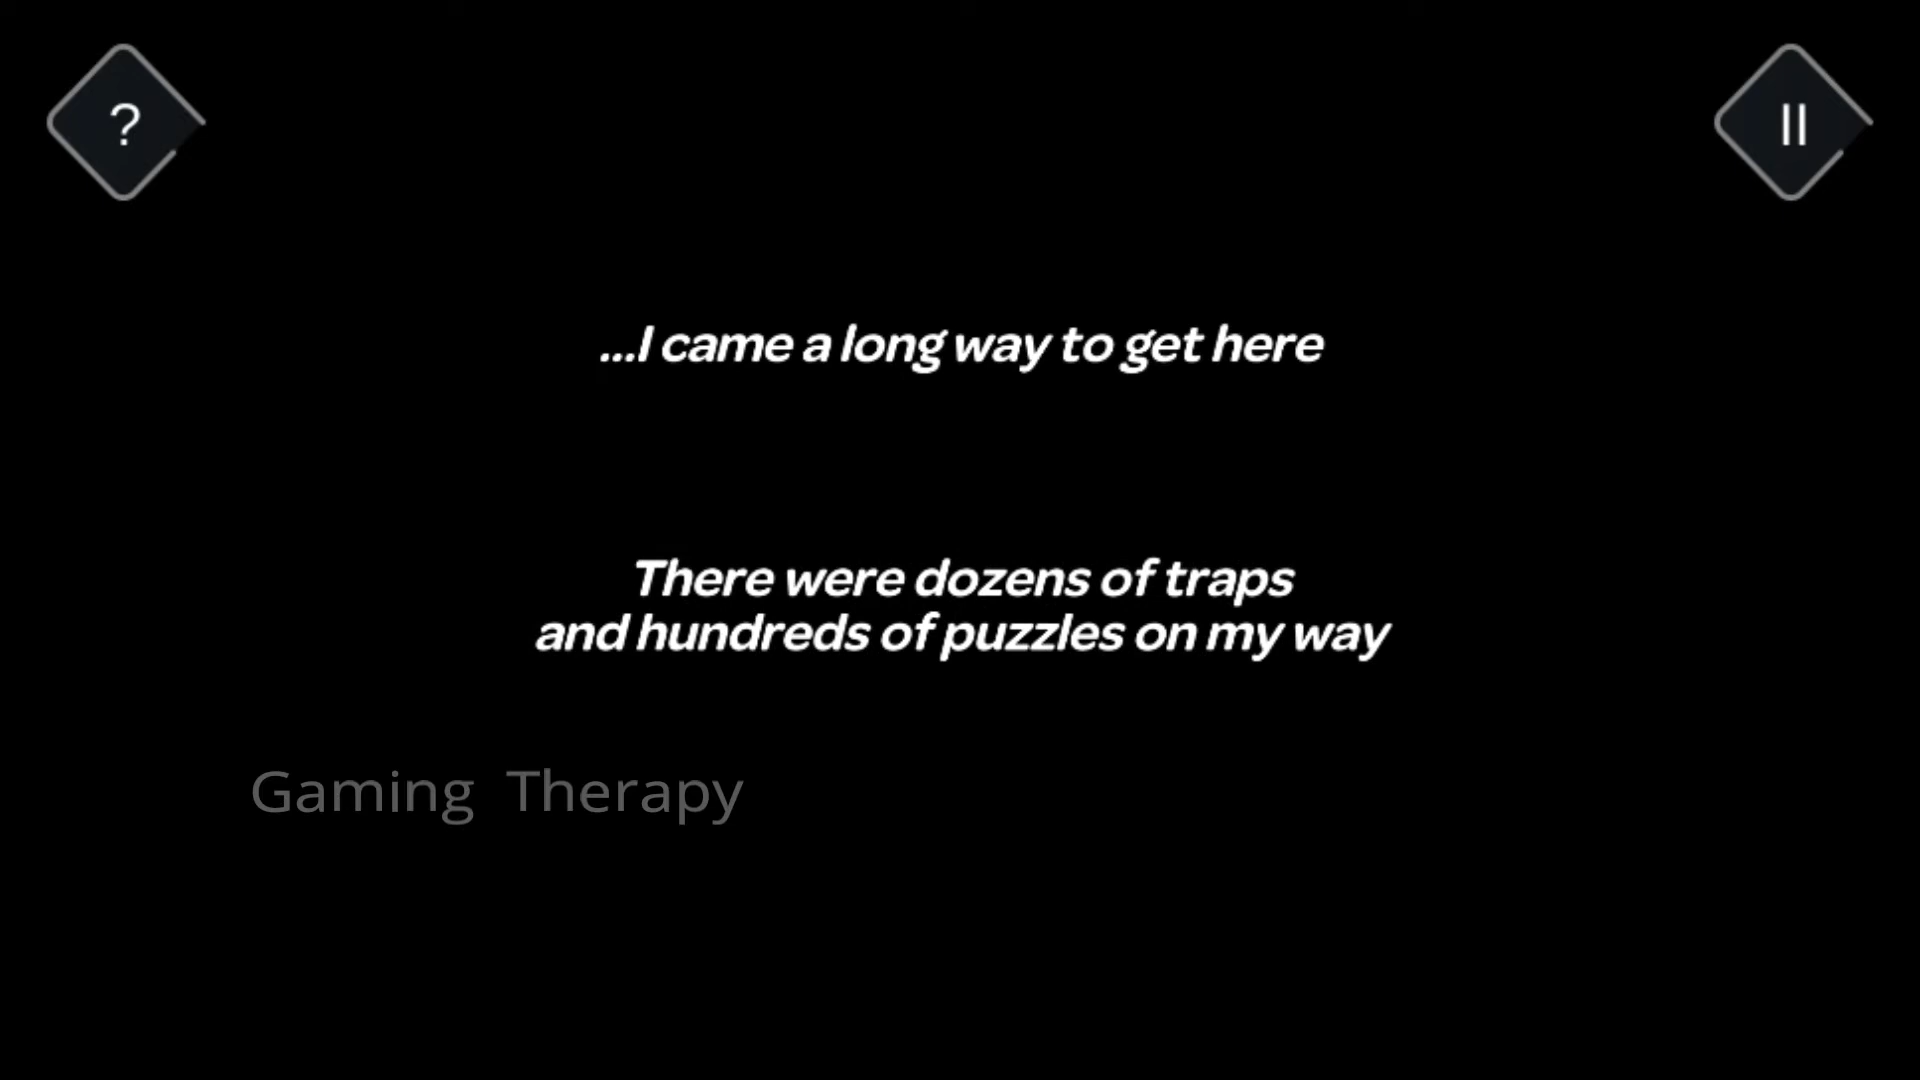 ?
...I came a long way to get here
There were dozens of traps
and hundreds of puzzles on my way
Gaming Therapy